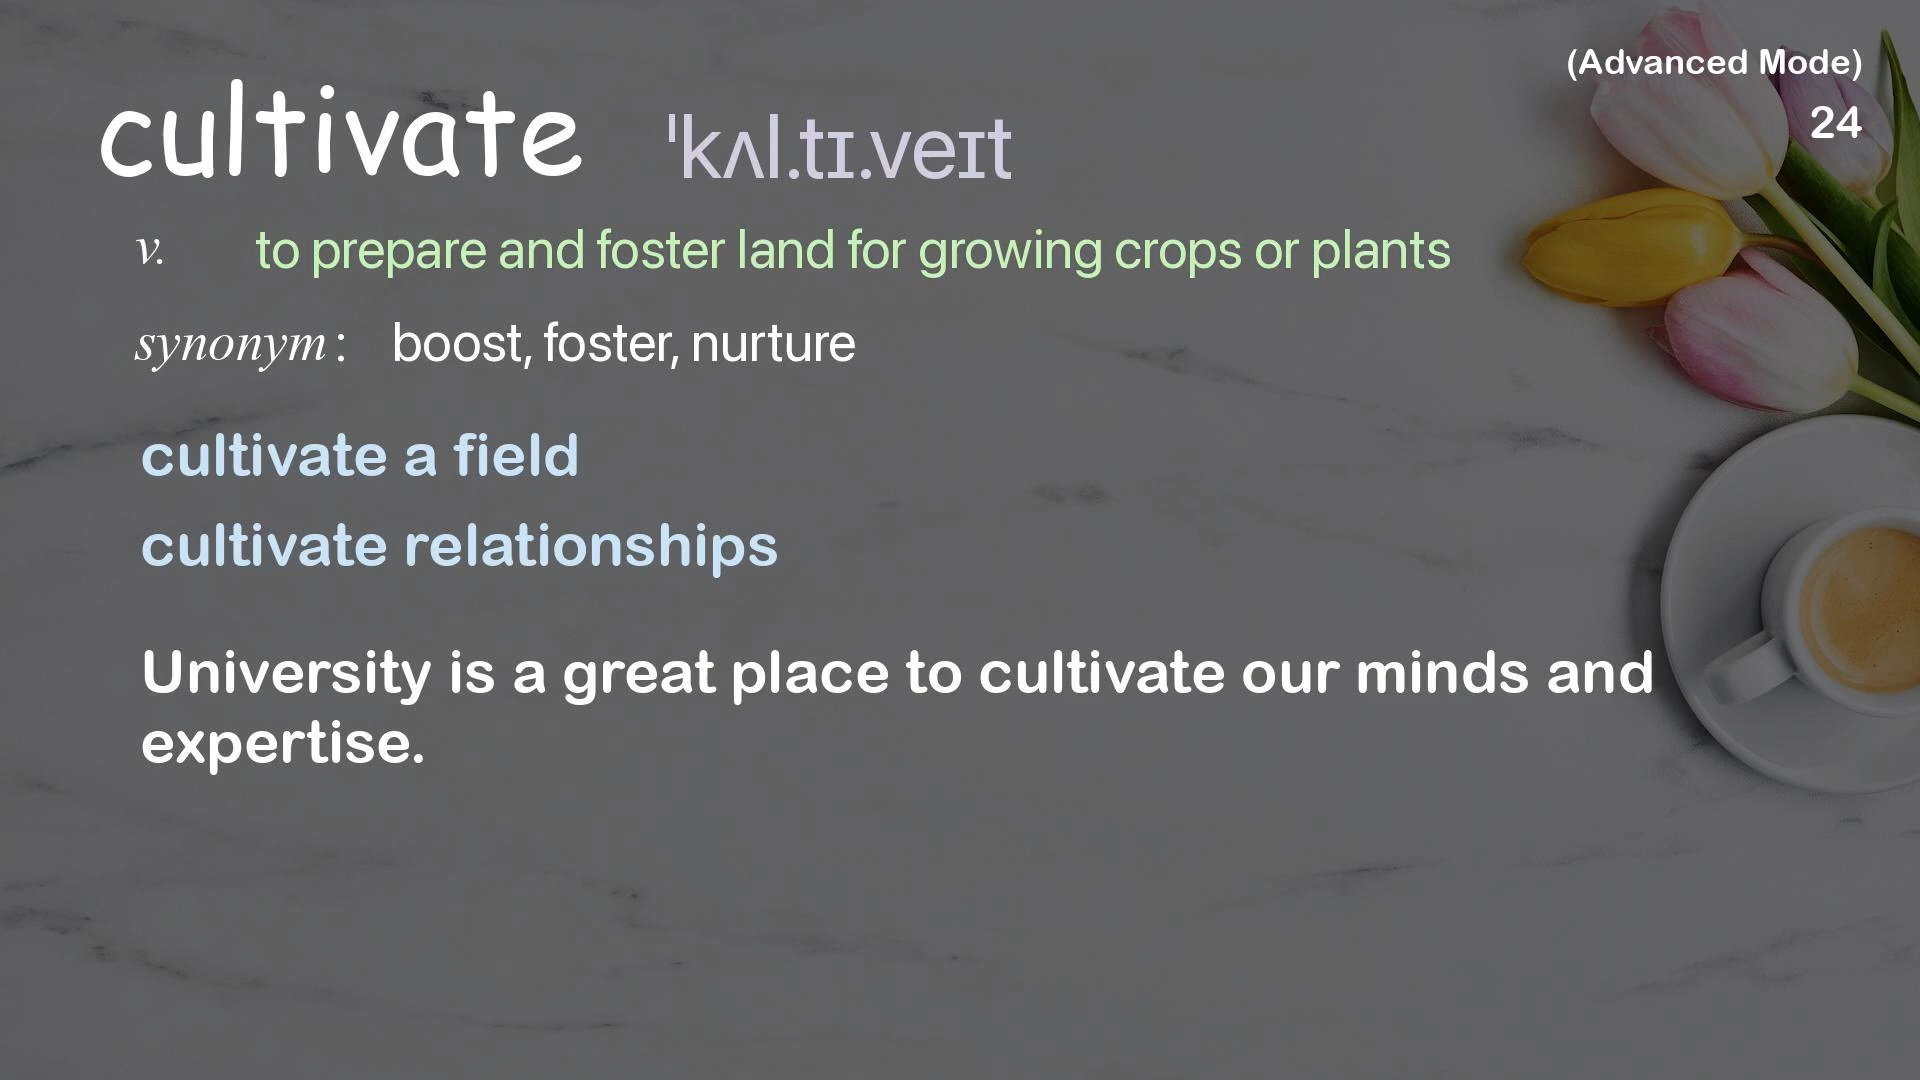 (Advanced Mode)
24
cultivate ˈkʌl.tɪ.veɪt
v. to prepare and foster land for growing crops or plants
synonym : boost, foster, nurture
cultivate a field
cultivate relationships
University is a great place to cultivate our minds and
expertise.